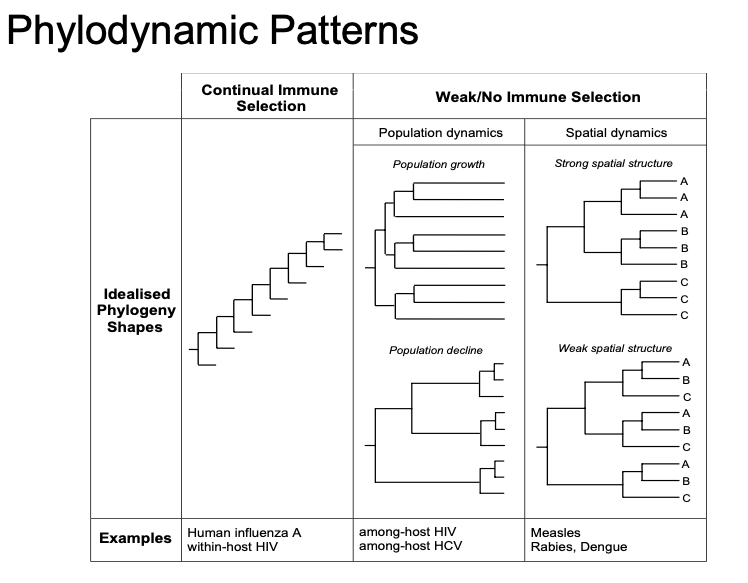 Phylodynamic Patterns
Continual Immune
Selection
Weak/No Immune Selection
Population dynamics
Spatial dynamics
Idealised
Phylogeny
Shapes
Population growth
Strong spatial structure
A
A
A
B
B
B
C
C
C
Population decline
Weak spatial structure
A
B
C
A
B
C
A
B
C
Examples
Human influenza A
within-host HIV
among-host HIV
among-host HCV
Measles
Rabies, Dengue